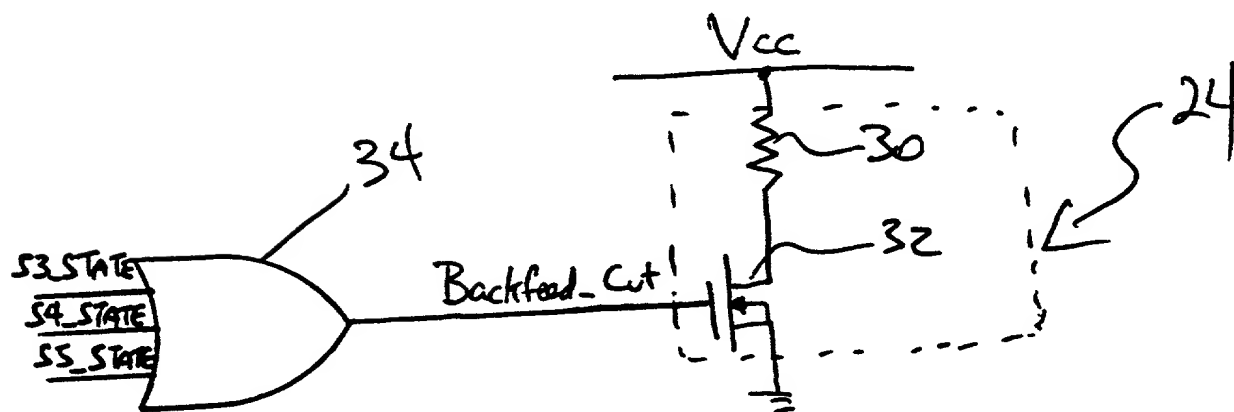 Vcc
24
34
30
S3_STATE
32
Backfeed_Cut
S4_STATE
S5_STATE